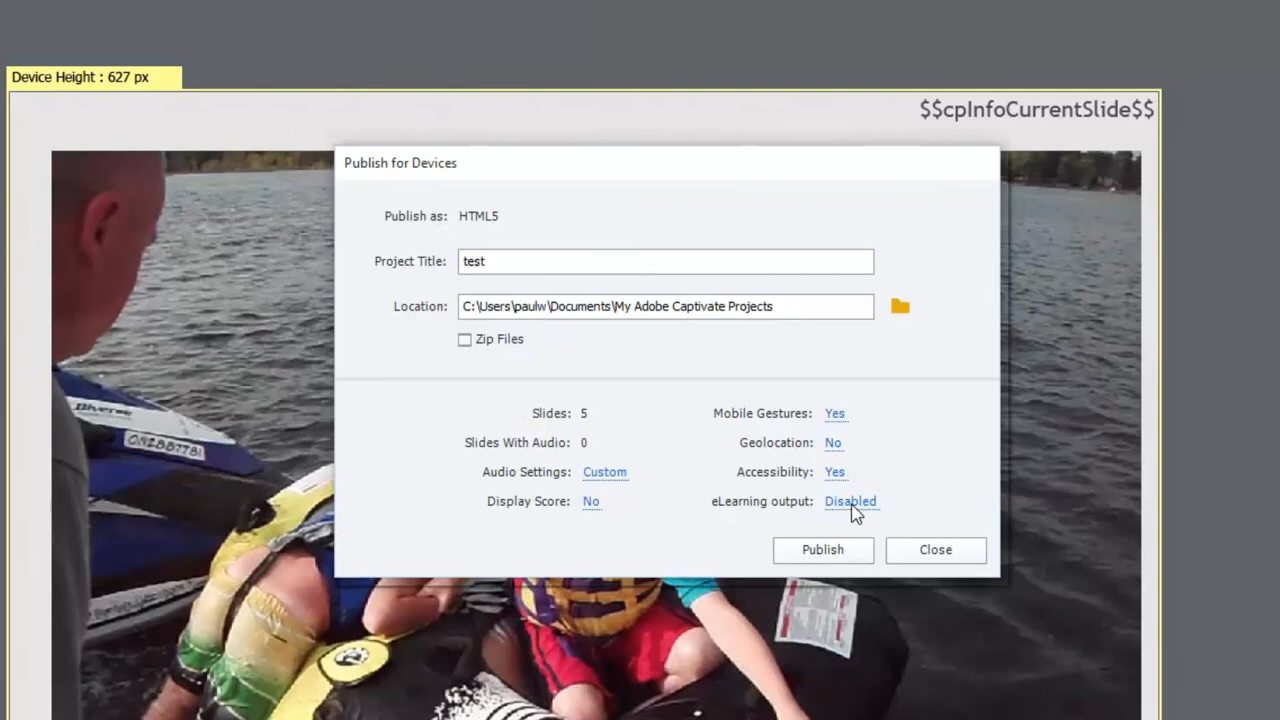 Device Height : 627 px
$$cpInfoCurrentSlide$$
Publish for Devices
Publish as: HTML5
Project Title: test
Location: C:\Users\paulw\Documents\My Adobe Captivate Projects
Zip Files
Slides: 5
Mobile Gestures: Yes
Slides With Audio: 0
Geolocation: No
Audio Settings: Custom
Accessibility: Yes
Display Score: No
eLearning output: Disabled
Publish
Close